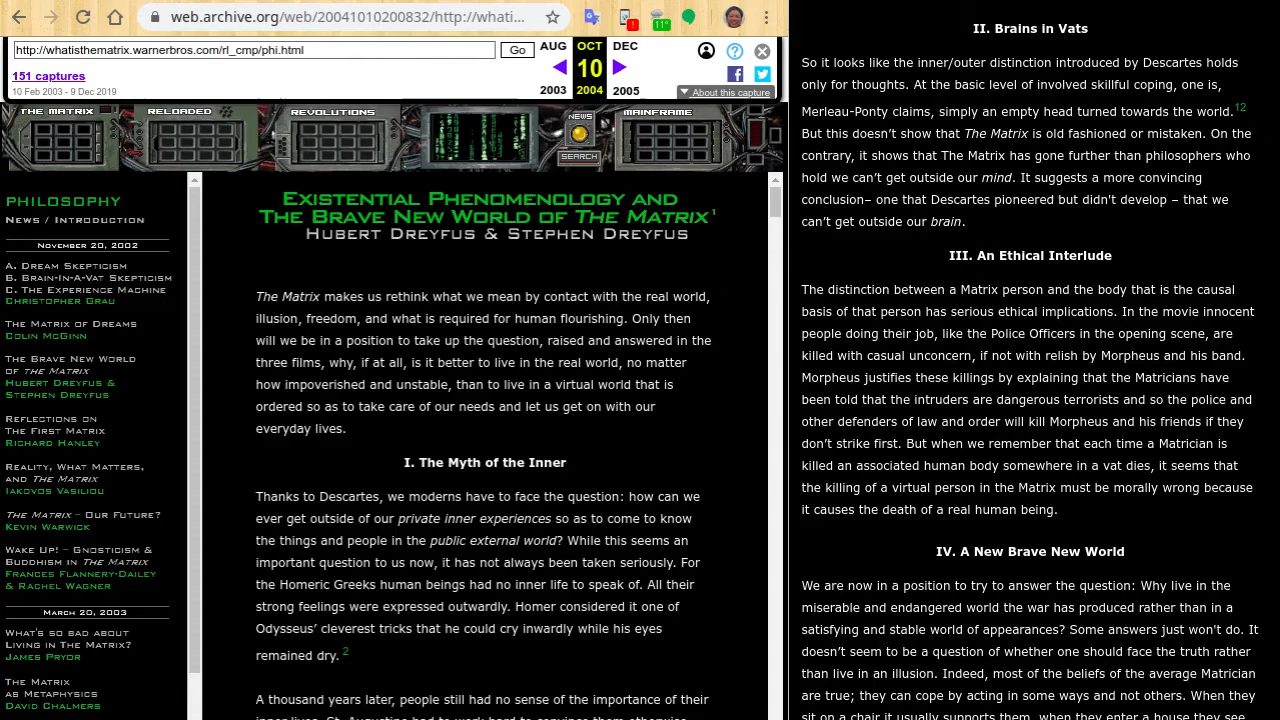 web.archive.org/web/20041010200832/http://whati...
11°
http://whatisthematrix.warnerbros.com/rl_cmp/phi.html
Go
AUG OCT DEC
151 captures
10
10 Feb 2003 - 9 Dec 2019
2003 2004 2005
About this capture
THE MATRIX
RELOADED
REVOLUTIONS
NEWS
SEARCH
MAINFRAME
PHILOSOPHY
NEWS / INTRODUCTION
NOVEMBER 20, 2002
A. DREAM SKEPTICISM
B. BRAIN-IN-A-VAT SKEPTICISM
C. THE EXPERIENCE MACHINE
CHRISTOPHER GRAU
THE MATRIX OF DREAMS
COLIN MCGINN
THE BRAVE NEW WORLD
OF THE MATRIX
HUBERT DREYFUS &
STEPHEN DREYFUS
REFLECTIONS ON
THE FIRST MATRIX
RICHARD HANLEY
REALITY, WHAT MATTERS,
AND THE MATRIX
IAKOVOS VASILIOU
THE MATRIX – OUR FUTURE?
KEVIN WARWICK
WAKE UP! – GNOSTICISM &
BUDDHISM IN THE MATRIX
FRANCES FLANNERY-DAILEY
& RACHEL WAGNER
MARCH 20, 2003
WHAT'S SO BAD ABOUT
LIVING IN THE MATRIX?
JAMES PRYOR
THE MATRIX
AS METAPHYSICS
DAVID CHALMERS
EXISTENTIAL PHENOMENOLOGY AND
THE BRAVE NEW WORLD OF THE MATRIX 1
HUBERT DREYFUS & STEPHEN DREYFUS
The Matrix makes us rethink what we mean by contact with the real world,
illusion, freedom, and what is required for human flourishing. Only then
will we be in a position to take up the question, raised and answered in the
three films, why, if at all, is it better to live in the real world, no matter
how impoverished and unstable, than to live in a virtual world that is
ordered so as to take care of our needs and let us get on with our
everyday lives.
I. The Myth of the Inner
Thanks to Descartes, we moderns have to face the question: how can we
ever get outside of our private inner experiences so as to come to know
the things and people in the public external world? While this seems an
important question to us now, it has not always been taken seriously. For
the Homeric Greeks human beings had no inner life to speak of. All their
strong feelings were expressed outwardly. Homer considered it one of
Odysseus’ cleverest tricks that he could cry inwardly while his eyes
remained dry. 2
A thousand years later, people still had no sense of the importance of their
inner lives. St. Augustine had to work hard to convince them otherwise.
II. Brains in Vats
So it looks like the inner/outer distinction introduced by Descartes holds
only for thoughts. At the basic level of involved skillful coping, one is,
Merleau-Ponty claims, simply an empty head turned towards the world. 12
But this doesn’t show that The Matrix is old fashioned or mistaken. On the
contrary, it shows that The Matrix has gone further than philosophers who
hold we can’t get outside our mind. It suggests a more convincing
conclusion– one that Descartes pioneered but didn't develop – that we
can’t get outside our brain.
III. An Ethical Interlude
The distinction between a Matrix person and the body that is the causal
basis of that person has serious ethical implications. In the movie innocent
people doing their job, like the Police Officers in the opening scene, are
killed with casual unconcern, if not with relish by Morpheus and his band.
Morpheus justifies these killings by explaining that the Matricians have
been told that the intruders are dangerous terrorists and so the police and
other defenders of law and order will kill Morpheus and his friends if they
don’t strike first. But when we remember that each time a Matrician is
killed an associated human body somewhere in a vat dies, it seems that
the killing of a virtual person in the Matrix must be morally wrong because
it causes the death of a real human being.
IV. A New Brave New World
We are now in a position to try to answer the question: Why live in the
miserable and endangered world the war has produced rather than in a
satisfying and stable world of appearances? Some answers just won't do. It
doesn’t seem to be a question of whether one should face the truth rather
than live in an illusion. Indeed, most of the beliefs of the average Matrician
are true; they can cope by acting in some ways and not others. When they
sit on a chair it usually supports them, when they enter a house they see